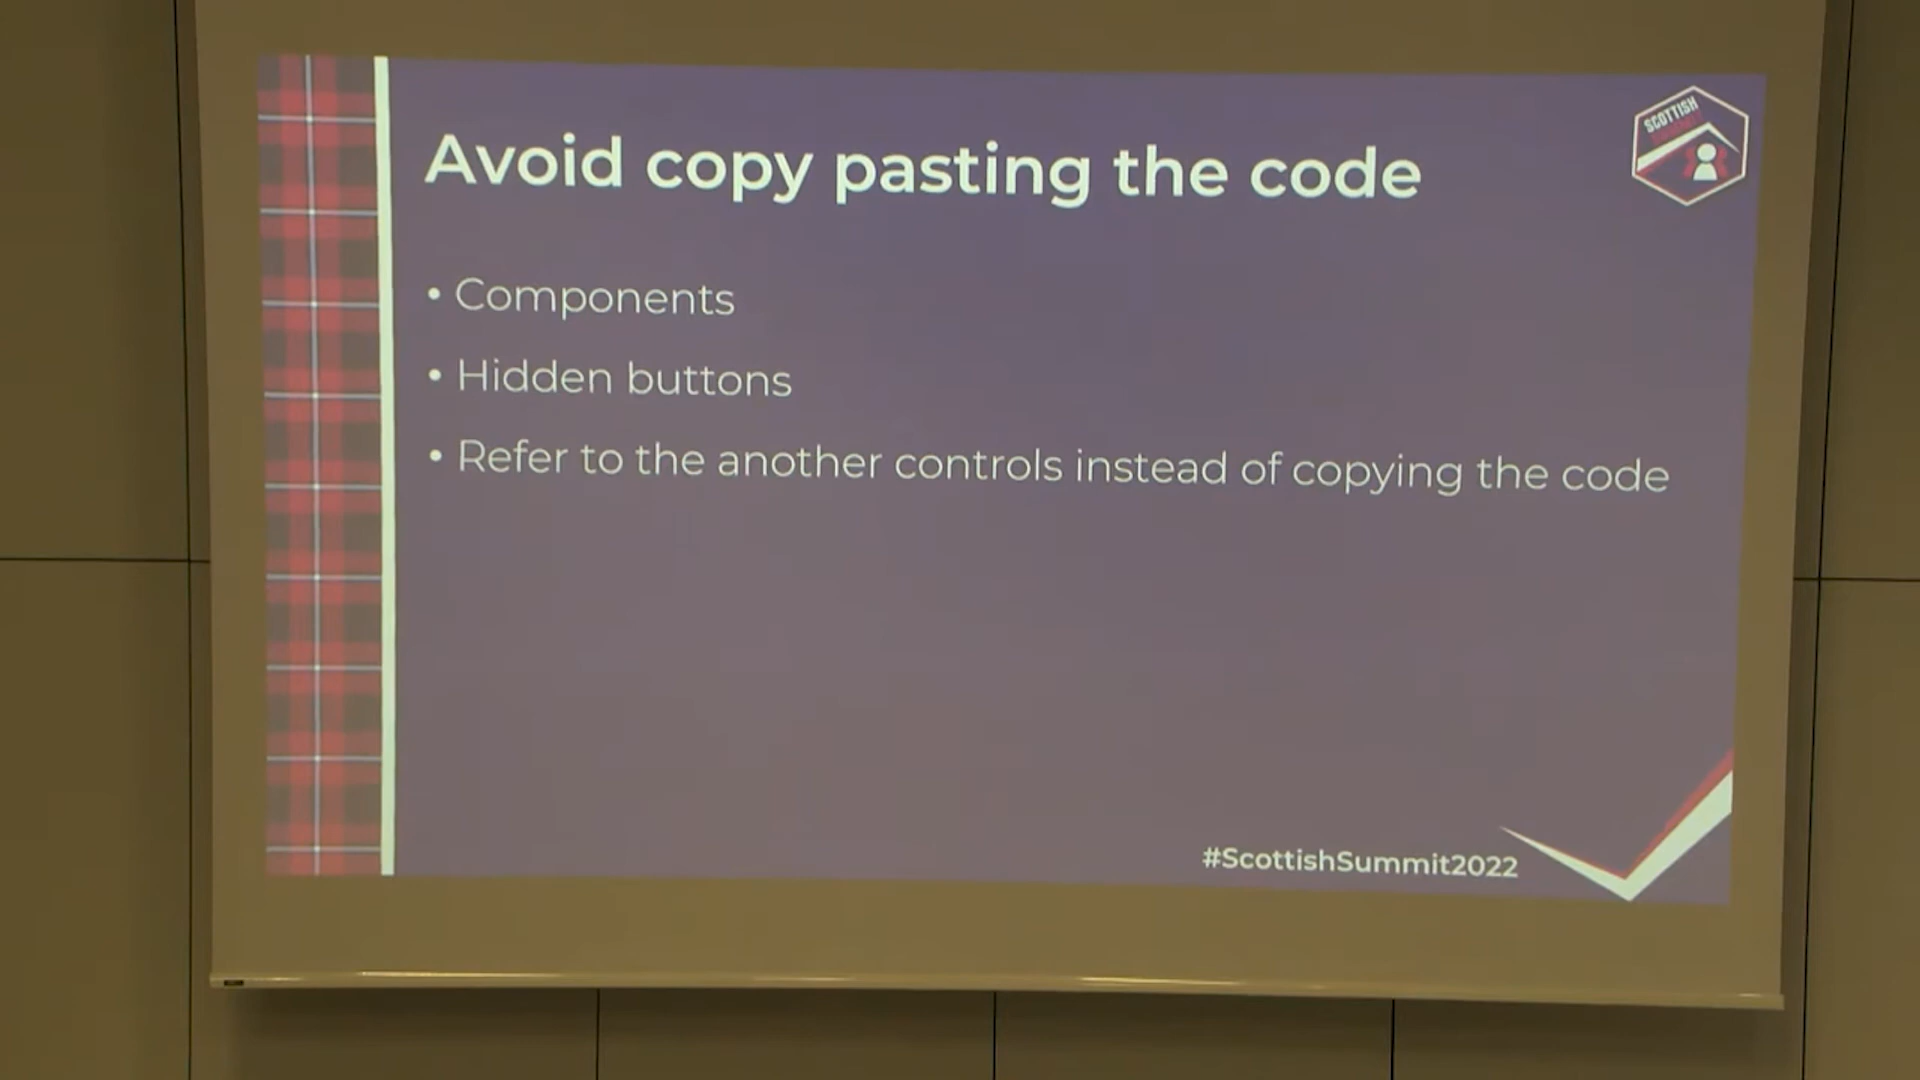 Avoid copy pasting the code
SCOTTISH
• Components
• Hidden buttons
• Refer to the another controls instead of copying the code
#ScottishSummit2022